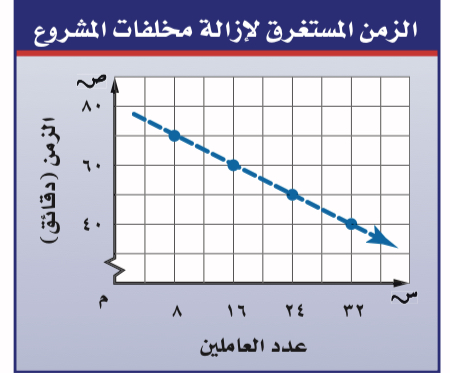 الزمن المستغرق لإزالة مخلفات المشروع
ص
٨٠
٦٠
٤٠
الزمن (دقائق)
م
٨ ١٦ ٢٤ ٣٢
س
عدد العاملين